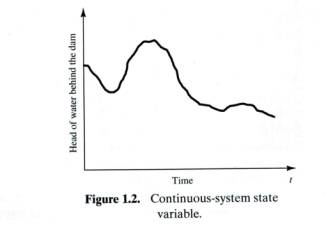 Head of water behind the dam
Time
t
Figure 1.2. Continuous-system state
variable.